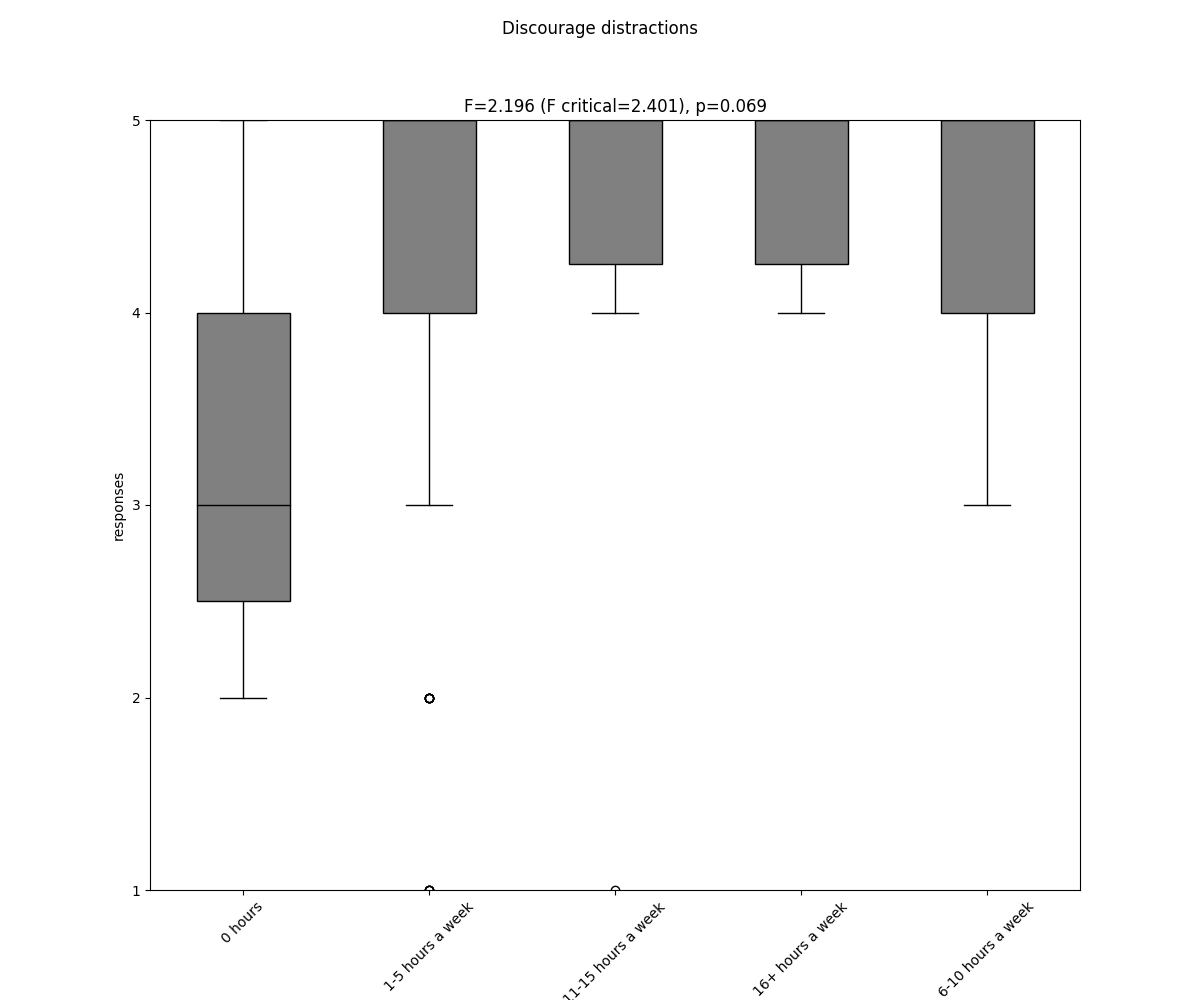 Discourage distractions
F=2.196 (F critical=2.401), p=0.069
5
4
3
2
1
responses
0 hours
1-5 hours a week
11-15 hours a week
16+ hours a week
6-10 hours a week